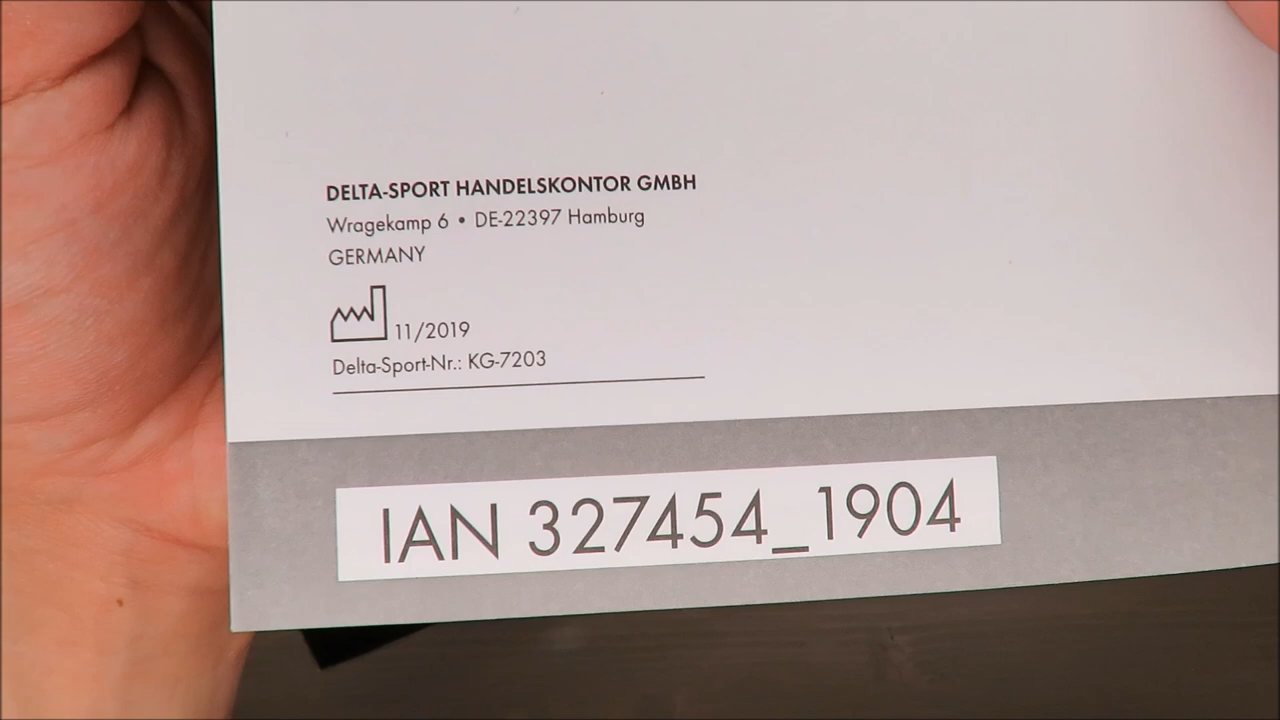 DELTA-SPORT HANDELSKONTOR GMBH
Wragekamp 6 • DE-22397 Hamburg
GERMANY
11/2019
Delta-Sport-Nr.: KG-7203
IAN 327454_1904